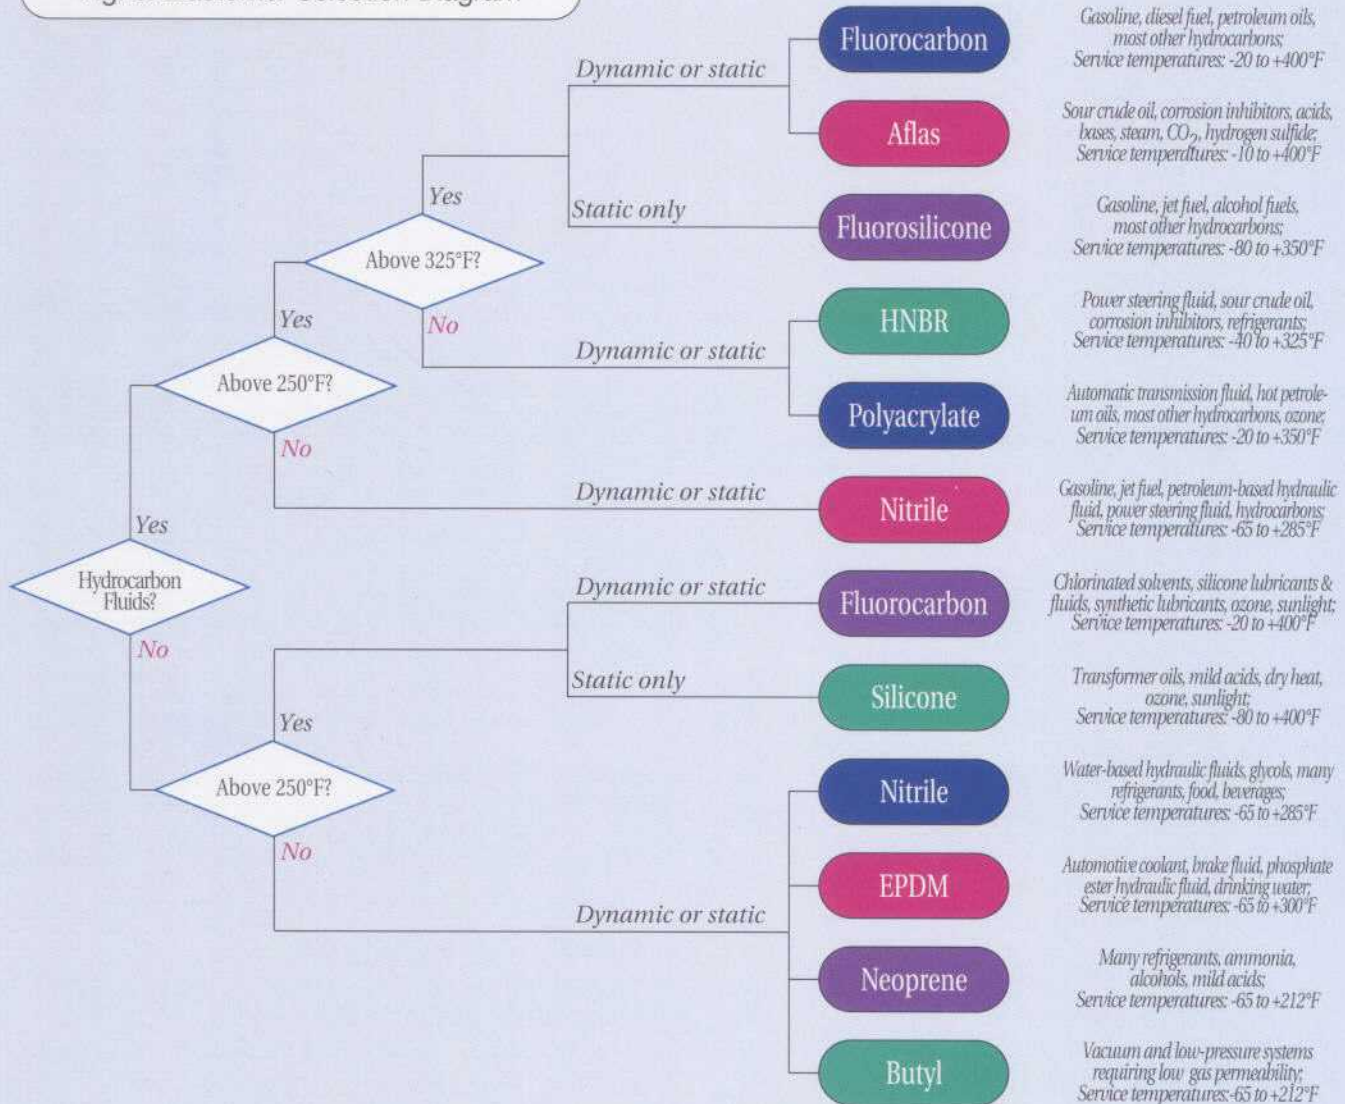 Selection Diagram
Fluorocarbon
Gasoline, diesel fuel, petroleum oils,
most other hydrocarbons;
Service temperatures: -20 to +400°F
Dynamic or static
Aflas
Sour crude oil, corrosion inhibitors, acids,
bases, steam, CO2, hydrogen sulfide;
Service temperatures: -10 to +400°F
Yes
Static only
Fluorosilicone
Gasoline, jet fuel, alcohol fuels,
most other hydrocarbons;
Service temperatures: -80 to +350°F
Above 325°F?
Yes
No
HNBR
Power steering fluid, sour crude oil,
corrosion inhibitors, refrigerants;
Service temperatures: -40 to +325°F
Dynamic or static
Above 250°F?
Polyacrylate
Automatic transmission fluid, hot petrole-
um oils, most other hydrocarbons, ozone;
Service temperatures: -20 to +350°F
No
Dynamic or static
Nitrile
Gasoline, jet fuel, petroleum-based hydraulic
fluid, power steering fluid, hydrocarbons;
Service temperatures: -65 to +285°F
Yes
Hydrocarbon
Fluids?
No
Dynamic or static
Fluorocarbon
Chlorinated solvents, silicone lubricants &
fluids, synthetic lubricants, ozone, sunlight;
Service temperatures: -20 to +400°F
Static only
Silicone
Transformer oils, mild acids, dry heat,
ozone, sunlight;
Service temperatures: -80 to +400°F
Yes
Above 250°F?
No
Nitrile
Water-based hydraulic fluids, glycols, many
refrigerants, food, beverages;
Service temperatures: -65 to +285°F
EPDM
Automotive coolant, brake fluid, phosphate
ester hydraulic fluid, drinking water;
Service temperatures: -65 to +300°F
Dynamic or static
Neoprene
Many refrigerants, ammonia,
alcohols, mild acids;
Service temperatures: -65 to +212°F
Butyl
Vacuum and low-pressure systems
requiring low gas permeability;
Service temperatures:-65 to +212°F